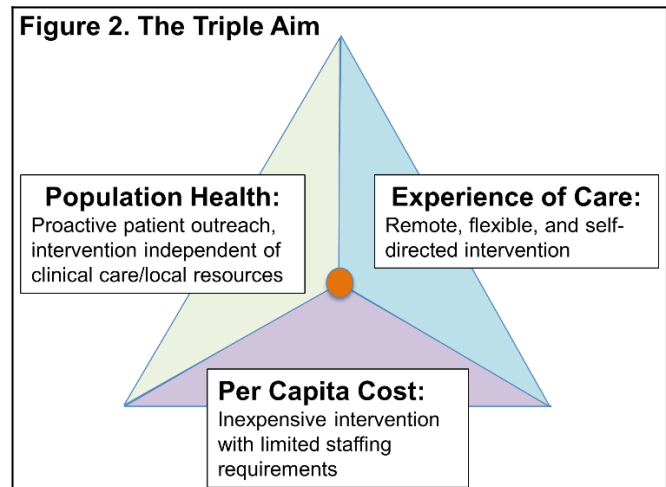 Figure 2. The Triple Aim
Population Health:
Proactive patient outreach,
intervention independent of
clinical care/local resources
Experience of Care:
Remote, flexible, and self-
directed intervention
Per Capita Cost:
Inexpensive intervention
with limited staffing
requirements